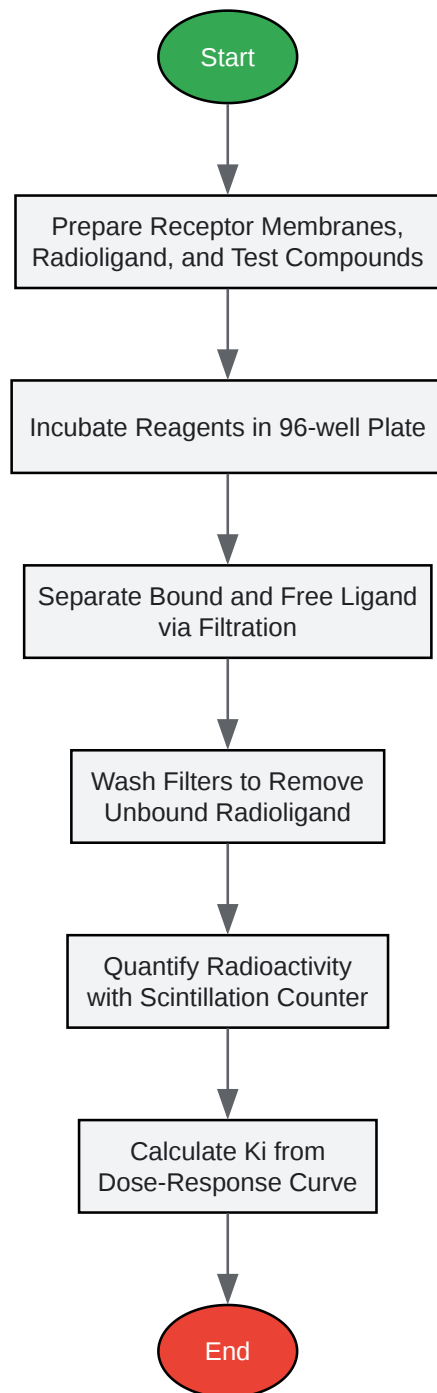 Start
Prepare Receptor Membranes,
Radioligand, and Test Compounds
Incubate Reagents in 96-well Plate
Separate Bound and Free Ligand
via Filtration
Wash Filters to Remove
Unbound Radioligand
Quantify Radioactivity
with Scintillation Counter
Calculate Ki from
Dose-Response Curve
End